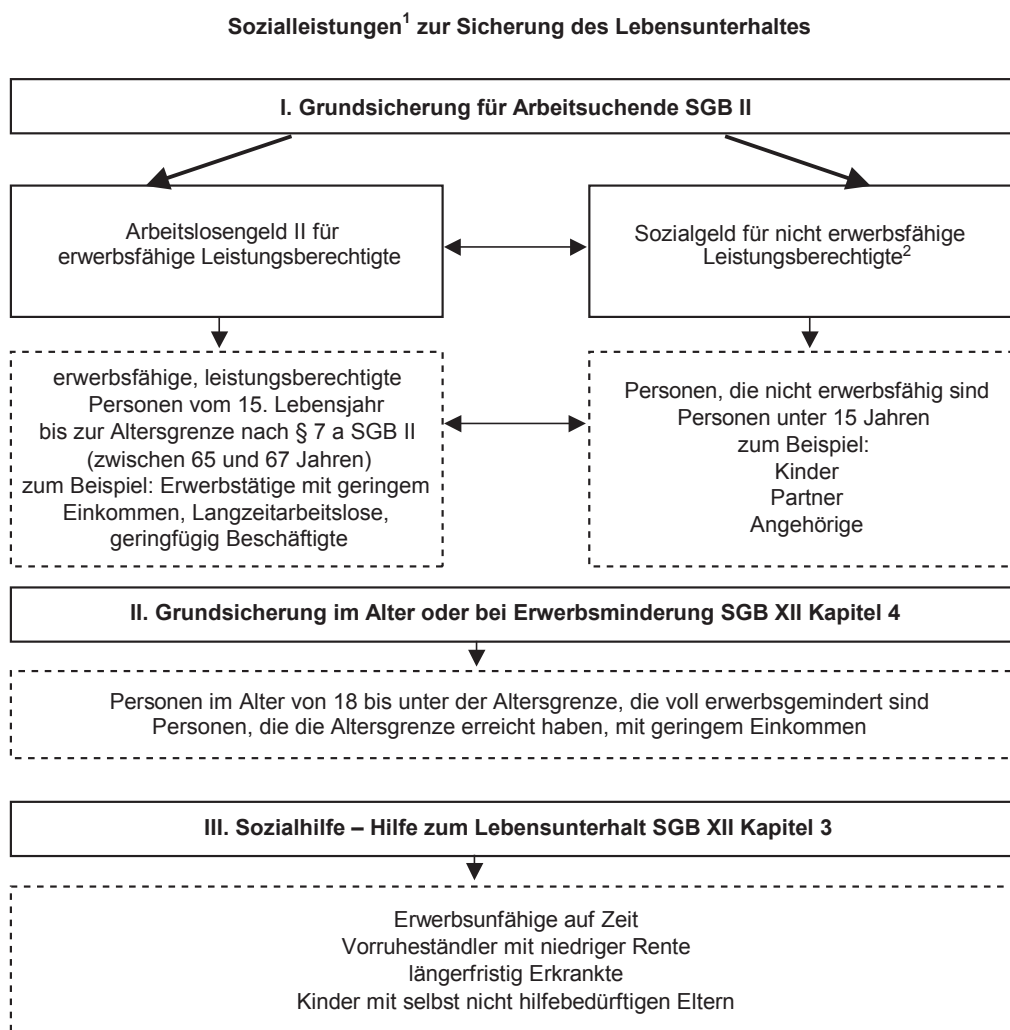 Sozialleistungen¹ zur Sicherung des Lebensunterhaltes
I. Grundsicherung für Arbeitsuchende SGB II
Arbeitslosengeld II für
erwerbsfähige Leistungsberechtigte
Sozialgeld für nicht erwerbsfähige
Leistungsberechtigte²
erwerbsfähige, leistungsberechtigte
Personen vom 15. Lebensjahr
bis zur Altersgrenze nach § 7 a SGB II
(zwischen 65 und 67 Jahren)
zum Beispiel: Erwerbstätige mit geringem
Einkommen, Langzeitarbeitslose,
geringfügig Beschäftigte
Personen, die nicht erwerbsfähig sind
Personen unter 15 Jahren
zum Beispiel:
Kinder
Partner
Angehörige
II. Grundsicherung im Alter oder bei Erwerbsminderung SGB XII Kapitel 4
Personen im Alter von 18 bis unter der Altersgrenze, die voll erwerbsgemindert sind
Personen, die die Altersgrenze erreicht haben, mit geringem Einkommen
III. Sozialhilfe – Hilfe zum Lebensunterhalt SGB XII Kapitel 3
Erwerbsunfähige auf Zeit
Vorruheständler mit niedriger Rente
längerfristig Erkrankte
Kinder mit selbst nicht hilfebedürftigen Eltern